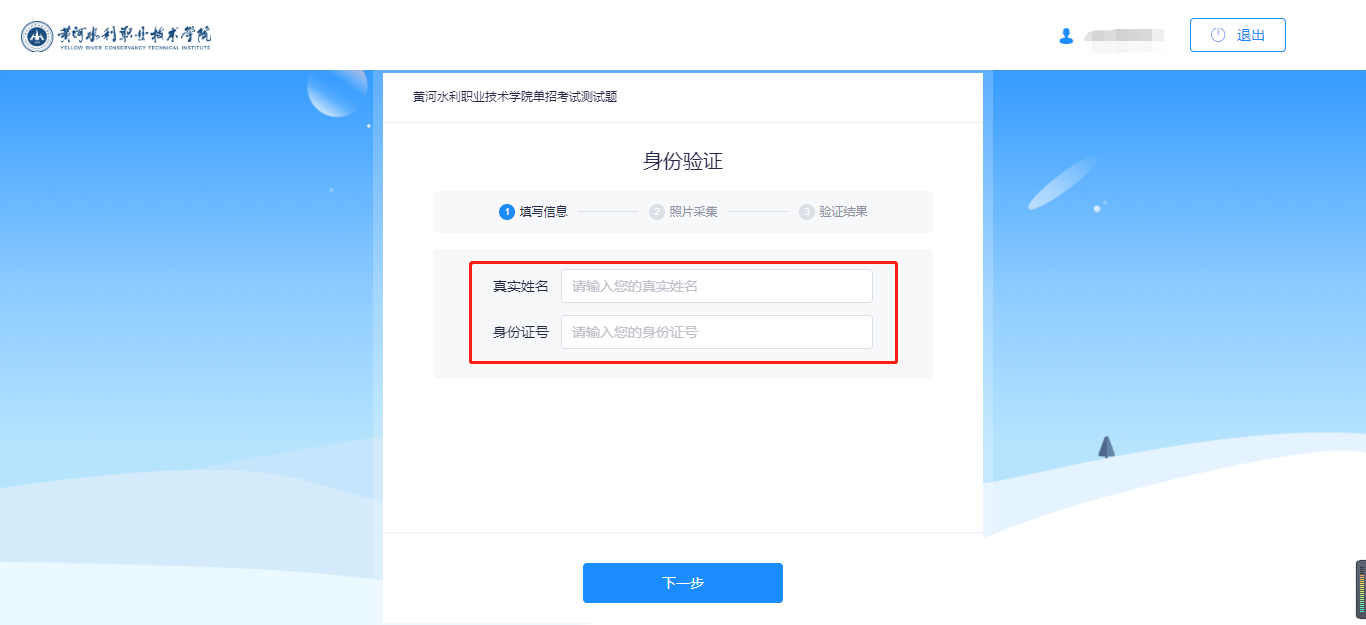 黄河水利职业技术学院
YELLOW RIVER CONSERVANCY TECHNICAL INSTITUTE
退出
黄河水利职业技术学院单招考试测试题
身份验证
1 填写信息 2 照片采集 3 验证结果
真实姓名 请输入您的真实姓名
身份证号 请输入您的身份证号
下一步